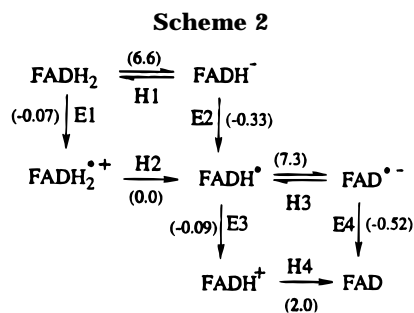 Scheme 2
(6.6)
FADH₂ FADH⁻
H1
(-0.07) E1 E2 (-0.33)
H2 (7.3)
FADH₂•⁺ FADH• FAD•⁻
(0.0) H3
(-0.09) E3 E4 (-0.52)
H4
FADH⁺ FAD
(2.0)